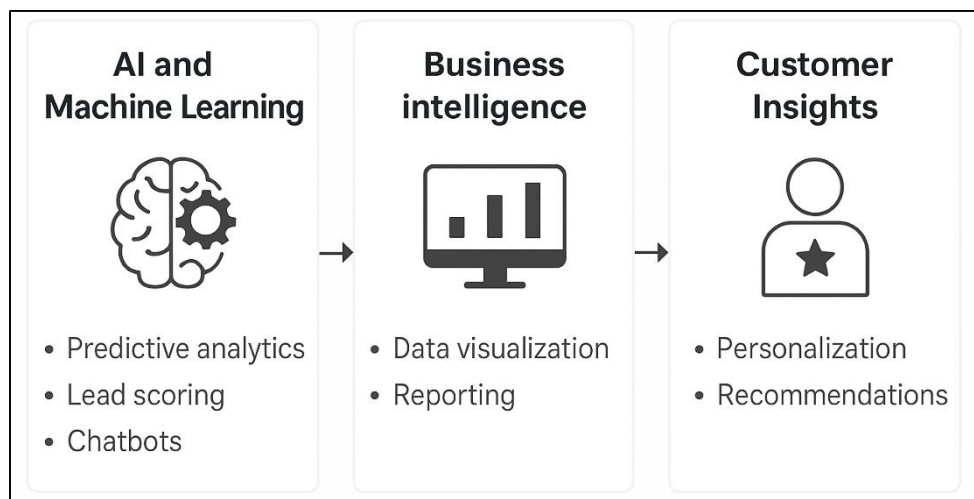 AI and
Machine Learning
• Predictive analytics
• Lead scoring
• Chatbots
Business
intelligence
• Data visualization
• Reporting
Customer
Insights
• Personalization
• Recommendations